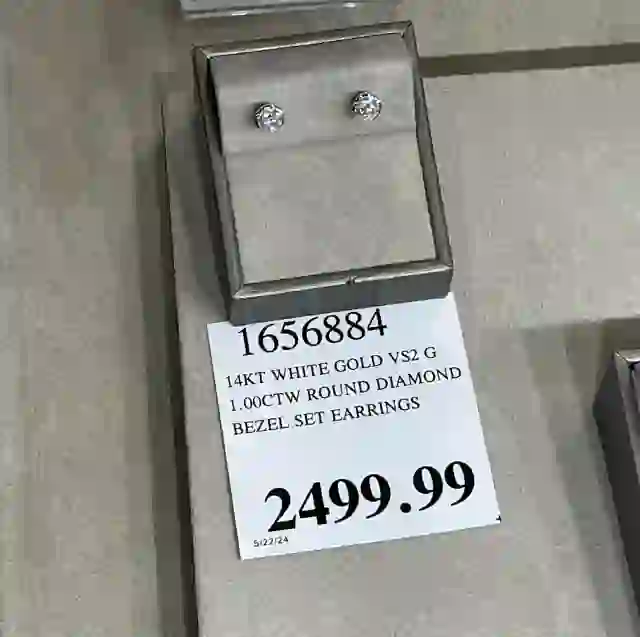 1656884
14KT WHITE GOLD VS2 G
1.00CTW ROUND DIAMOND
BEZEL SET EARRINGS
2499.99
5/22/24